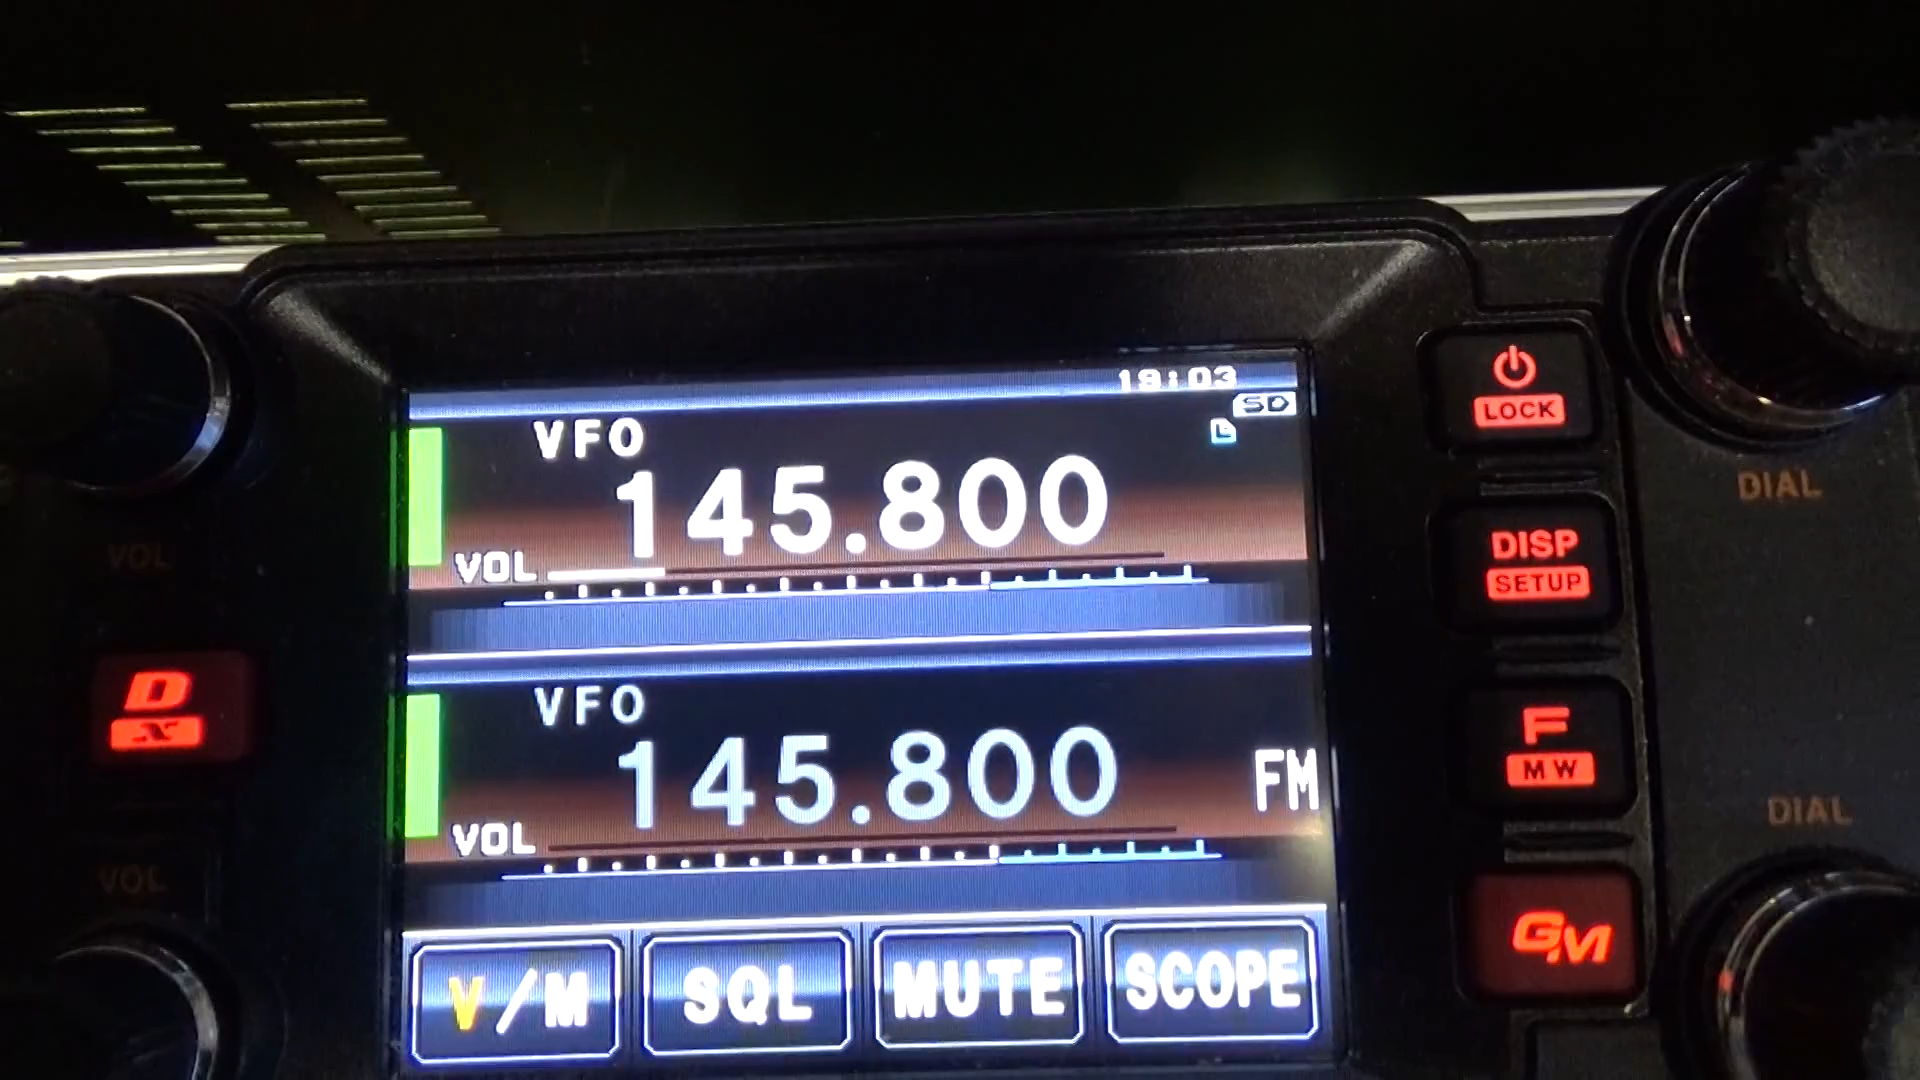 19:03
SD
VFO
145.800
VOL
VFO
145.800
FM
VOL
V/M
SQL
MUTE
SCOPE
VOL
D
X
VOL
LOCK
DISP
SETUP
F
MW
GM
DIAL
DIAL